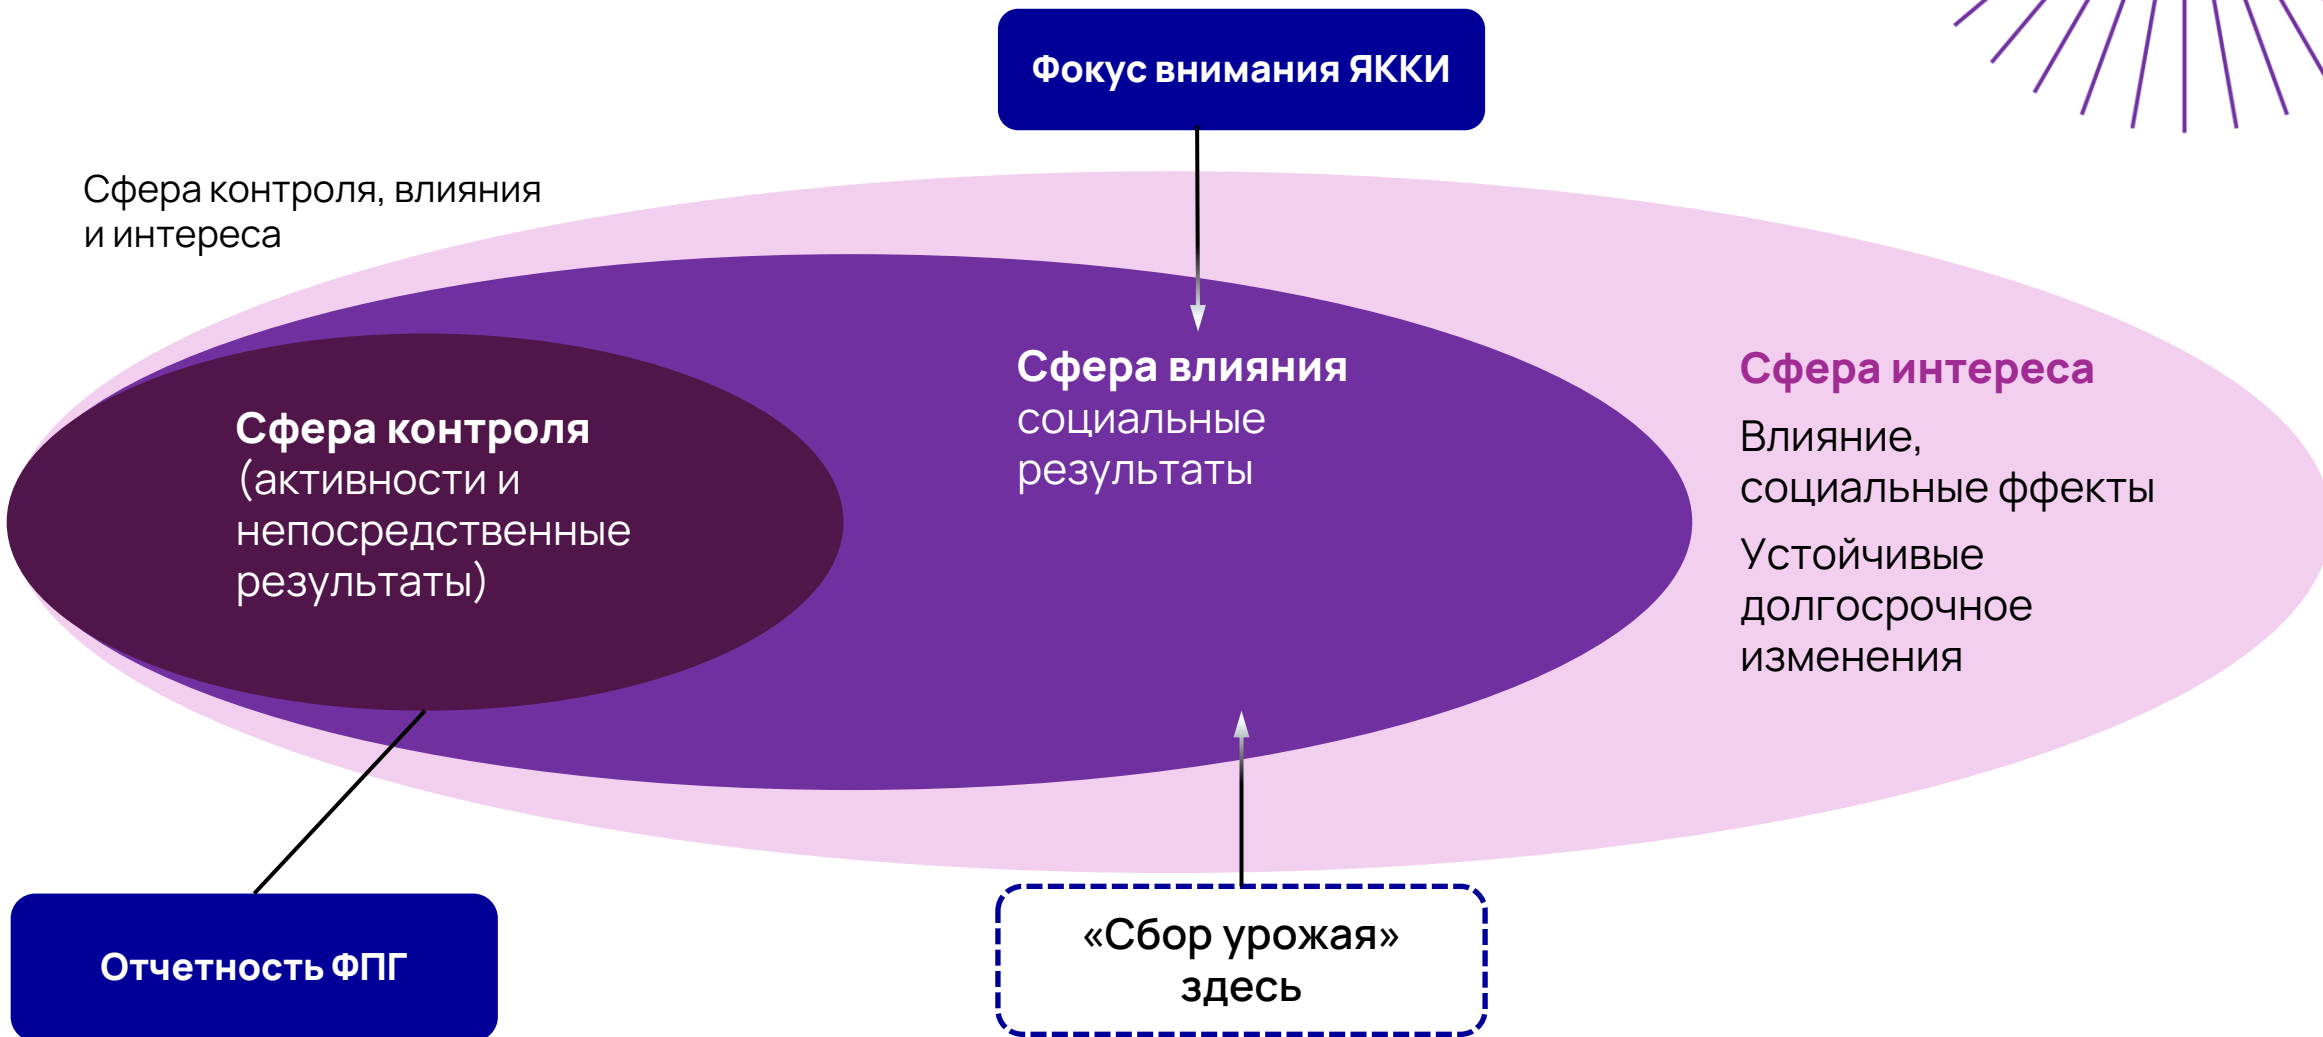 Фокус внимания ЯККИ
Сфера контроля, влияния
и интереса
Сфера контроля
(активности и
непосредственные
результаты)
Сфера влияния
социальные
результаты
Сфера интереса
Влияние,
социальные ффекты
Устойчивые
долгосрочное
изменения
Отчетность ФПГ
«Сбор урожая»
здесь